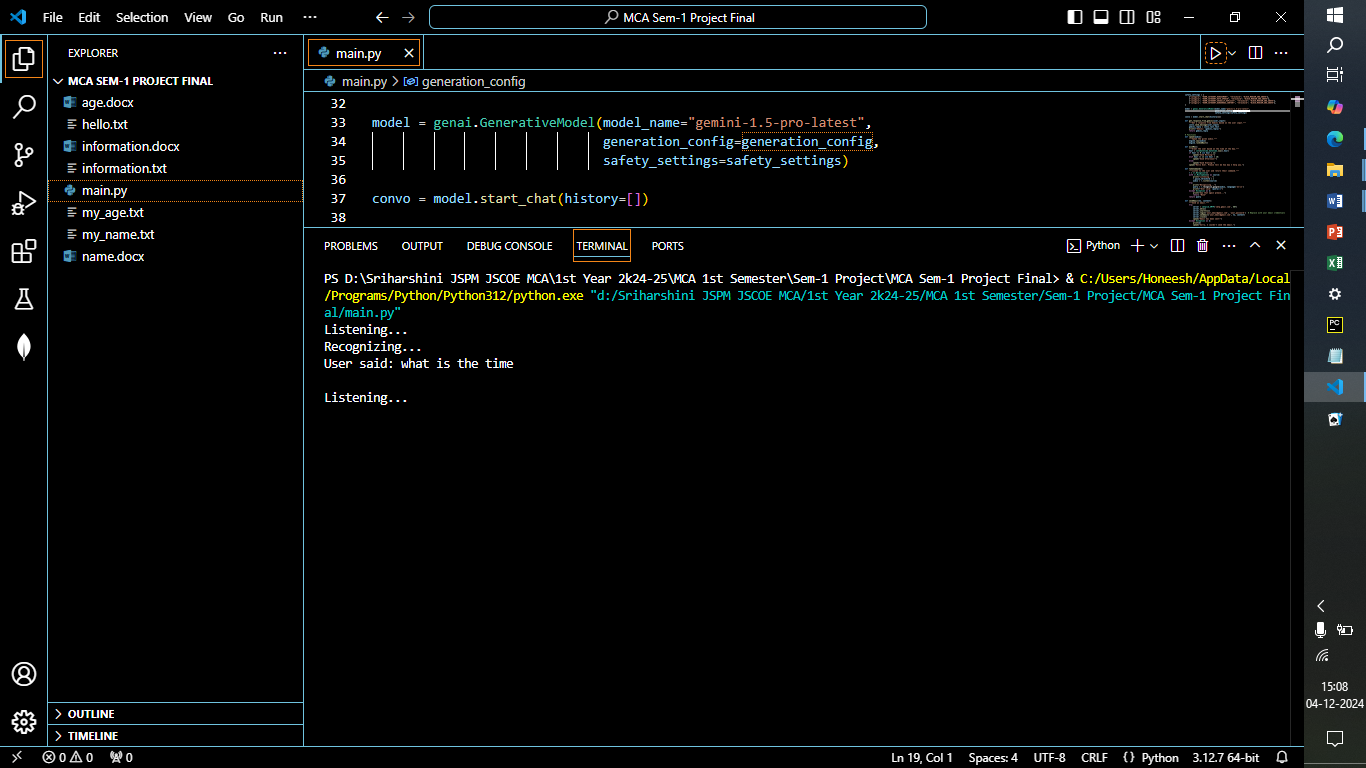 File Edit Selection View Go Run ··· MCA Sem-1 Project Final
EXPLORER ···
MCA SEM-1 PROJECT FINAL
age.docx
hello.txt
information.docx
information.txt
main.py
my_age.txt
my_name.txt
name.docx
OUTLINE
TIMELINE
main.py
main.py > generation_config
32
33 model = genai.GenerativeModel(model_name="gemini-1.5-pro-latest",
34 generation_config=generation_config,
35 safety_settings=safety_settings)
36
37 convo = model.start_chat(history=[])
38
PROBLEMS OUTPUT DEBUG CONSOLE TERMINAL PORTS Python
PS D:\Sriharshini JSPM JSCOE MCA\1st Year 2k24-25\MCA 1st Semester\Sem-1 Project\MCA Sem-1 Project Final> & C:/Users/Honeesh/AppData/Local
/Programs/Python/Python312/python.exe "d:/Sriharshini JSPM JSCOE MCA/1st Year 2k24-25/MCA 1st Semester/Sem-1 Project/MCA Sem-1 Project Fin
al/main.py"
Listening...
Recognizing...
User said: what is the time
Listening...
0 0 0 Ln 19, Col 1 Spaces: 4 UTF-8 CRLF {} Python 3.12.7 64-bit
PC
15:08
04-12-2024